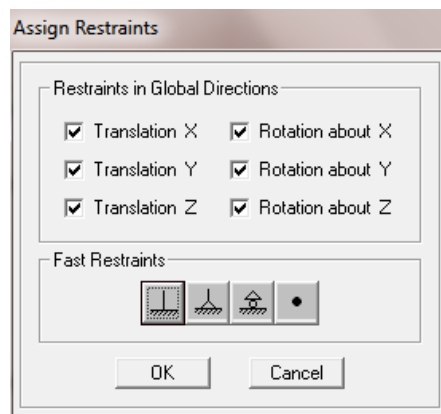 Assign Restraints
Restraints in Global Directions
Translation X Rotation about X
Translation Y Rotation about Y
Translation Z Rotation about Z
Fast Restraints
OK Cancel